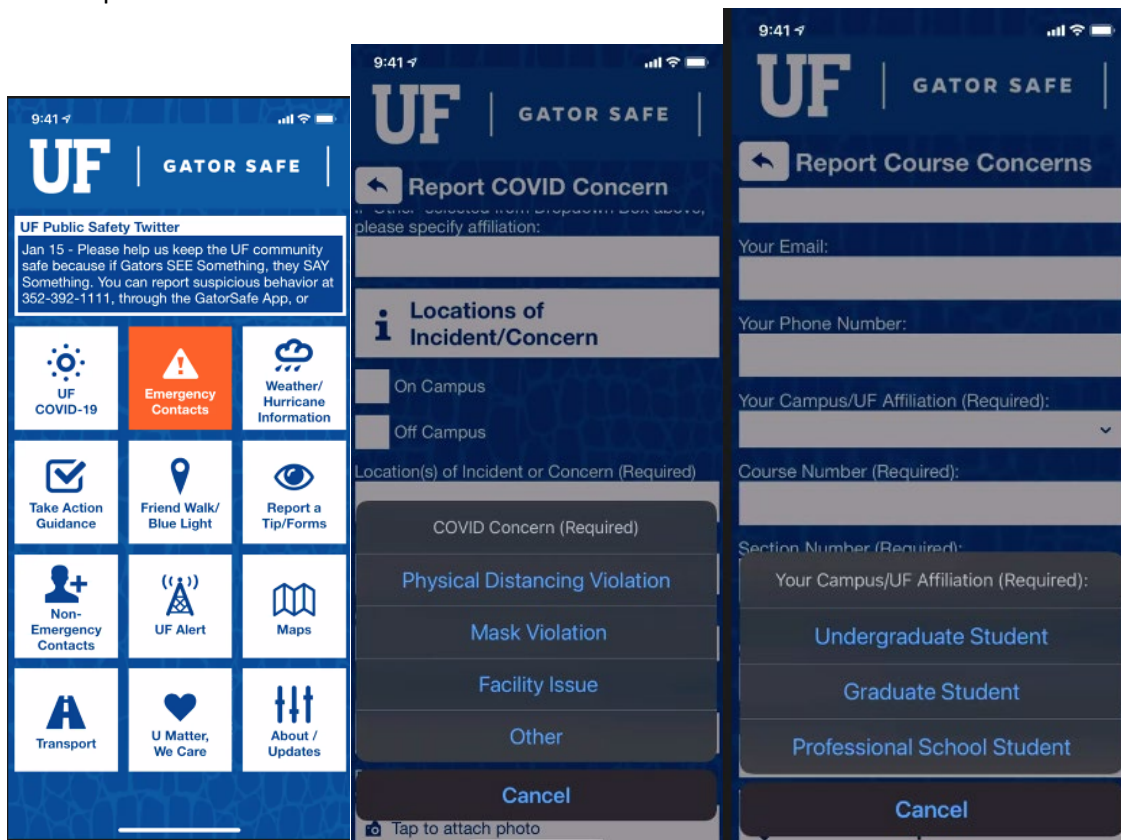 9:41
UF | GATOR SAFE |
UF Public Safety Twitter
Jan 15 - Please help us keep the UF community
safe because if Gators SEE Something, they SAY
Something. You can report suspicious behavior at
352-392-1111, through the GatorSafe App, or
UF
COVID-19
Emergency
Contacts
Weather/
Hurricane
Information
Take Action
Guidance
Friend Walk/
Blue Light
Report a
Tip/Forms
Non-
Emergency
Contacts
UF Alert
Maps
Transport
U Matter,
We Care
About /
Updates
9:41
UF | GATOR SAFE |
Report COVID Concern
please specify affiliation:
Locations of
Incident/Concern
On Campus
Off Campus
Location(s) of Incident or Concern (Required)
COVID Concern (Required)
Physical Distancing Violation
Mask Violation
Facility Issue
Other
Cancel
Tap to attach photo
9:41
UF | GATOR SAFE |
Report Course Concerns
Your Email:
Your Phone Number:
Your Campus/UF Affiliation (Required):
Course Number (Required):
Section Number (Required):
Your Campus/UF Affiliation (Required):
Undergraduate Student
Graduate Student
Professional School Student
Cancel